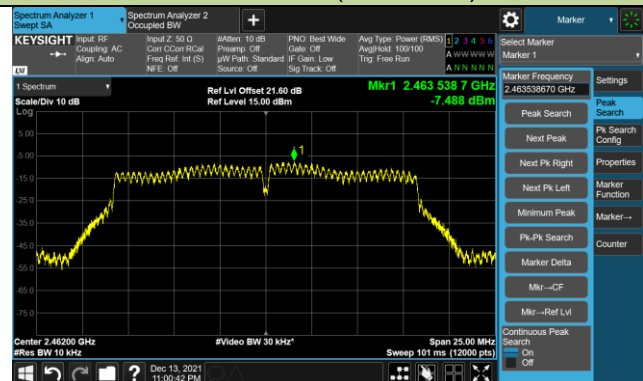 Spectrum Analyzer 1
Swept SA
Spectrum Analyzer 2
Occupied BW
+
Marker
KEYSIGHT
Input: RF
Coupling: AC
Align: Auto
Input Z: 50 Ω
Corr CCorr RCal
Freq Ref: Int (S)
NFE: Off
#Atten: 10 dB
Preamp: Off
µW Path: Standard
Source: Off
PNO: Best Wide
Gate: Off
IF Gain: Low
Sig Track: Off
Avg Type: Power (RMS)
Avg|Hold: 100/100
Trig: Free Run
1 2 3 4 5 6
A W W W W W
A N N N N N
LXI
Select Marker
Marker 1
1 Spectrum
Scale/Div 10 dB
Log
Ref Lvl Offset 21.60 dB
Ref Level 15.00 dBm
Mkr1 2.463 538 7 GHz
-7.488 dBm
5.00
-5.00
-15.0
-25.0
-35.0
-45.0
-55.0
-65.0
-75.0
1
Center 2.46200 GHz
#Res BW 10 kHz
#Video BW 30 kHz*
Span 25.00 MHz
Sweep 101 ms (12000 pts)
Marker Frequency
2.463538670 GHz
Peak Search
Next Peak
Next Pk Right
Next Pk Left
Minimum Peak
Pk-Pk Search
Marker Delta
Mkr→CF
Mkr→Ref Lvl
Continuous Peak
Search
On
Off
Settings
Peak
Search
Pk Search
Config
Properties
Marker
Function
Marker→
Counter
?
Dec 13, 2021
11:00:42 PM